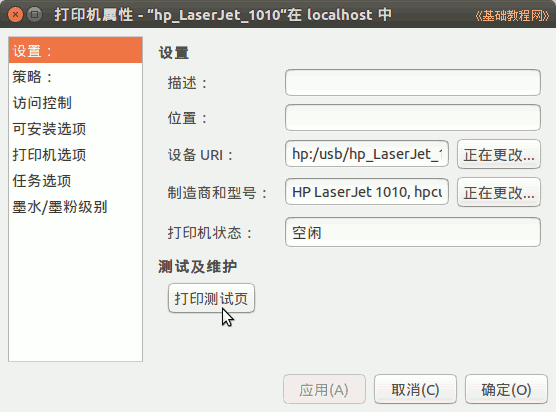 打印机属性 - “hp_LaserJet_1010”在 localhost 中
《基础教程网》
设置：
策略：
访问控制
可安装选项
打印机选项
任务选项
墨水/墨粉级别
设置
描述：
位置：
设备 URI： hp:/usb/hp_LaserJet_1 正在更改...
制造商和型号： HP LaserJet 1010, hpcu 正在更改...
打印机状态： 空闲
测试及维护
打印测试页
应用(A) 取消(C) 确定(O)